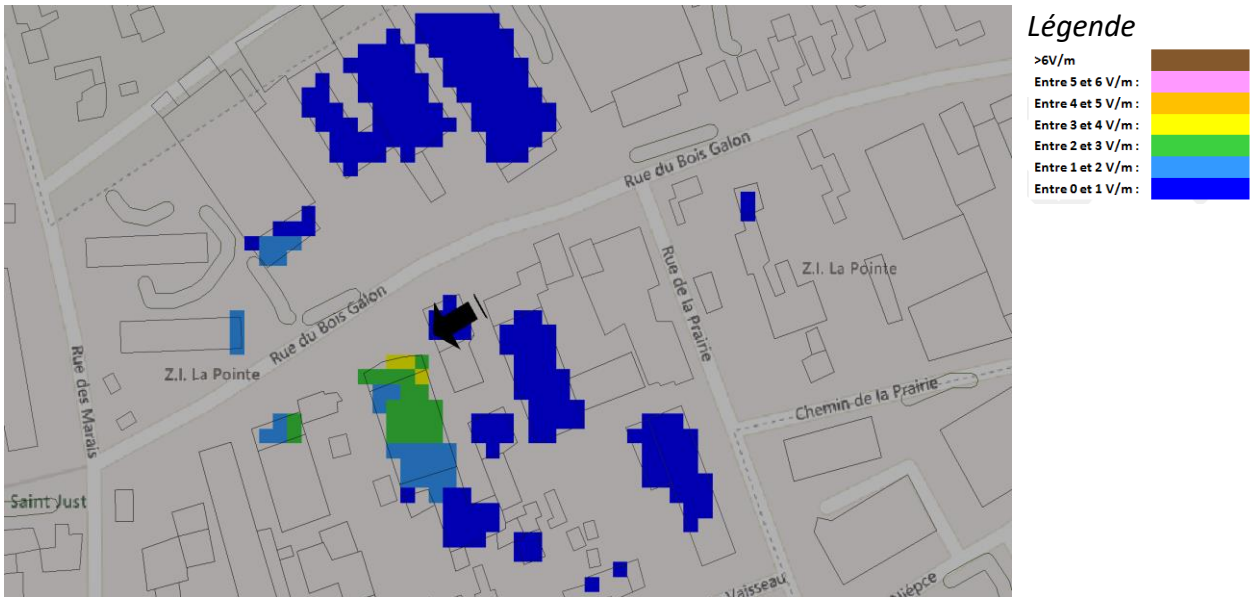 Légende
>6V/m
Entre 5 et 6 V/m :
Entre 4 et 5 V/m :
Entre 3 et 4 V/m :
Entre 2 et 3 V/m :
Entre 1 et 2 V/m :
Entre 0 et 1 V/m :
Rue du Bois Galon
Rue de la Prairie
Z.I. La Pointe
Rue du Bois Galon
Rue des Marais
Z.I. La Pointe
Chemin de la Prairie
Saint Just
Vaisseau